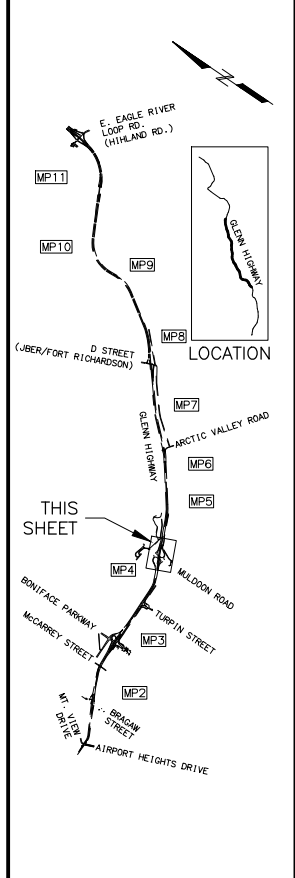 N
E. EAGLE RIVER
LOOP RD.
(HIHLAND RD.)
MP11
GLENN HIGHWAY
MP10
MP9
MP8
D STREET
(JBER/FORT RICHARDSON)
LOCATION
MP7
GLENN HIGHWAY
ARCTIC VALLEY ROAD
MP6
MP5
THIS
SHEET
MP4
MULDOON ROAD
BONIFACE PARKWAY
TURPIN STREET
MP3
McCARREY STREET
MP2
MT. VIEW
DRIVE
BRAGAW
STREET
AIRPORT HEIGHTS DRIVE